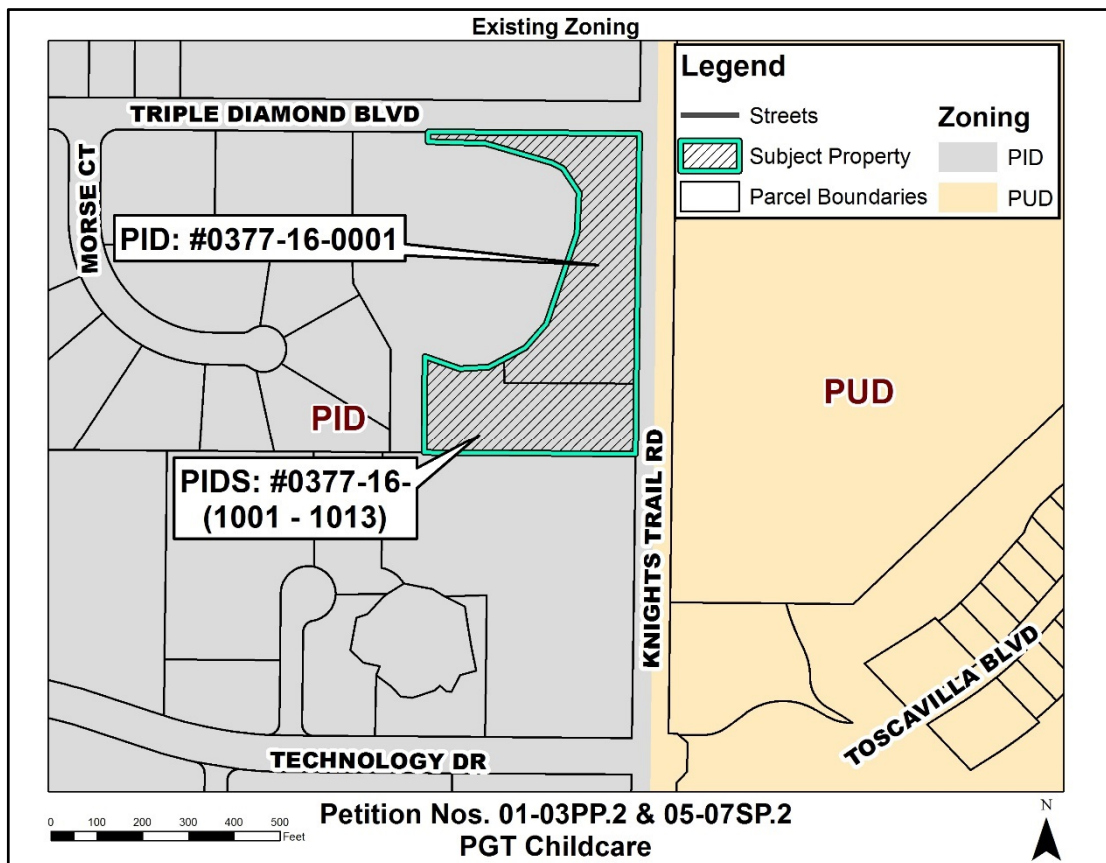 Existing Zoning
Legend
Streets
Subject Property
Parcel Boundaries
Zoning
PID
PUD
TRIPLE DIAMOND BLVD
MORSE CT
PID: #0377-16-0001
PID
PUD
PIDS: #0377-16-
(1001 - 1013)
KNIGHTS TRAIL RD
TOSCAVILLA BLVD
TECHNOLOGY DR
Petition Nos. 01-03PP.2 & 05-07SP.2
PGT Childcare
0 100 200 300 400 500
Feet
N